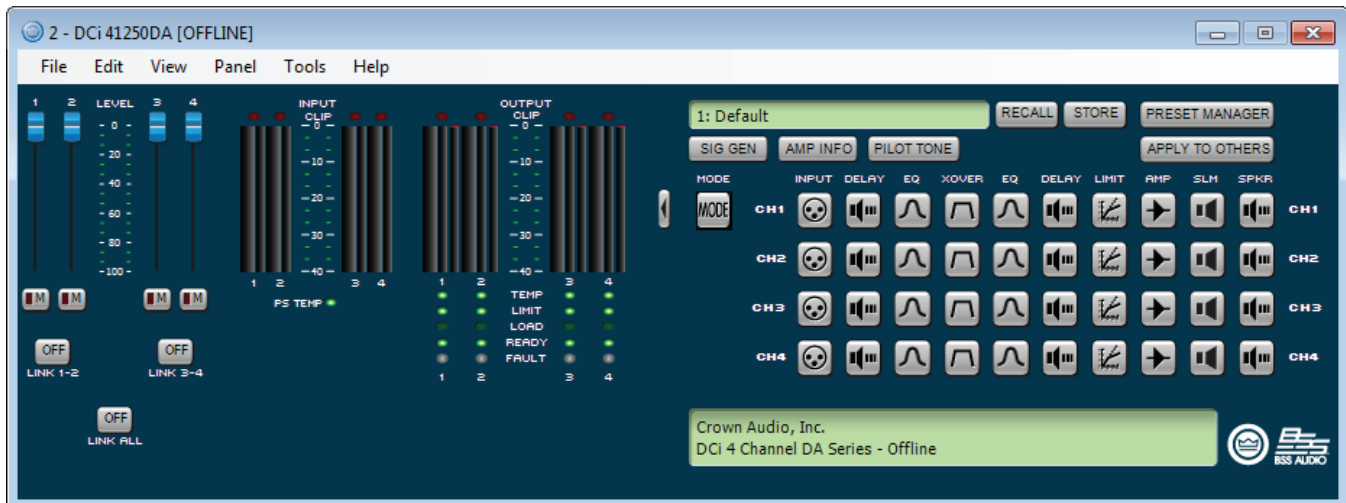 2 - DCi 41250DA [OFFLINE]
File Edit View Panel Tools Help
1 2 LEVEL 3 4
- 0 -
- 20 -
- 40 -
- 60 -
- 80 -
-100-
M M M M
OFF OFF
LINK 1-2 LINK 3-4
OFF
LINK ALL
INPUT
CLIP
-0-
-10-
-20-
-30-
-40-
1 2 3 4
PS TEMP
OUTPUT
CLIP
-0-
-10-
-20-
-30-
-40-
1 2 3 4
TEMP
LIMIT
LOAD
READY
FAULT
1 2 3 4
1: Default RECALL STORE PRESET MANAGER
SIG GEN AMP INFO PILOT TONE APPLY TO OTHERS
MODE INPUT DELAY EQ XOVER EQ DELAY LIMIT AMP SLM SPKR
MODE CH1 CH1
CH2 CH2
CH3 CH3
CH4 CH4
Crown Audio, Inc.
DCi 4 Channel DA Series - Offline
BSS
BSS AUDIO